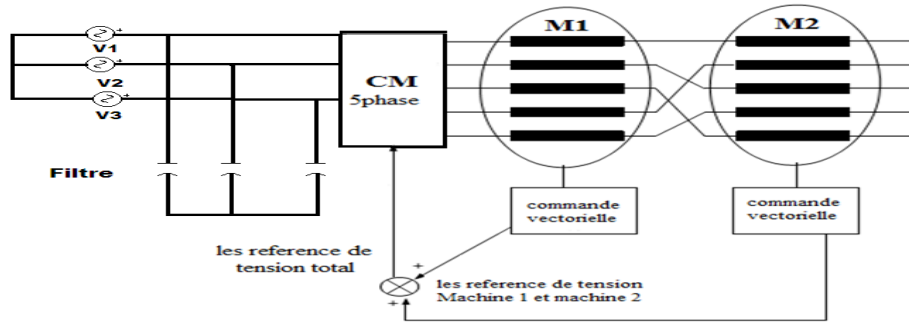 V1
V2
V3
Filtre
CM
5phase
M1
M2
+
+
+
commande
vectorielle
commande
vectorielle
les reference de
tension total
+
+
les reference de tension
Machine 1 et machine 2